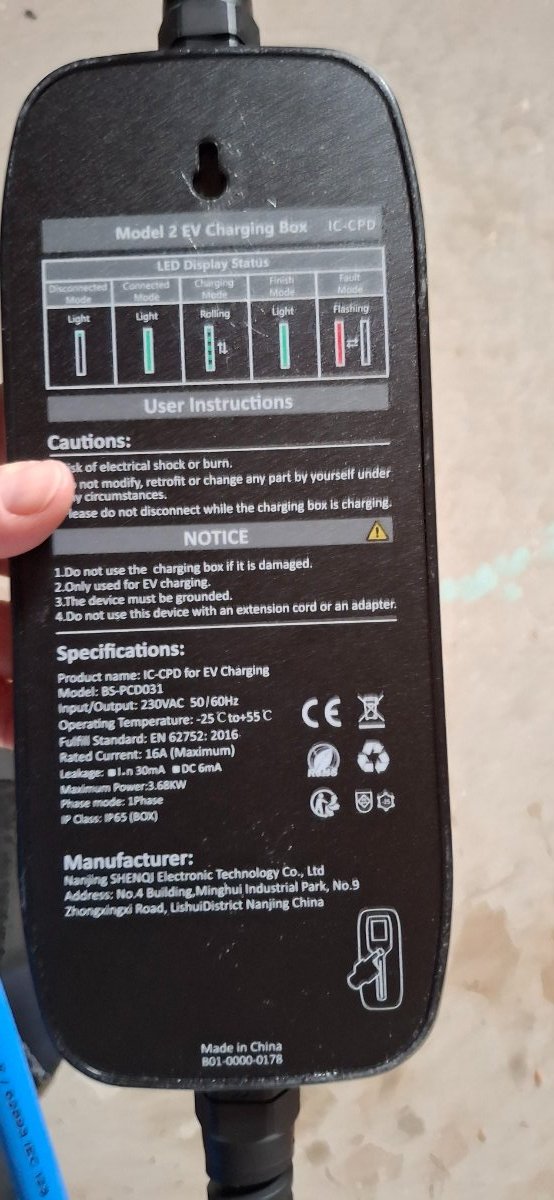 Model 2 EV Charging Box IC-CPD
LED Display Status
Disconnected Mode
Connected Mode
Charging Mode
Finish Mode
Fault Mode
Light
Light
Rolling
Light
Flashing
User Instructions
Cautions:
sk of electrical shock or burn.
not modify, retrofit or change any part by yourself under
y circumstances.
ease do not disconnect while the charging box is charging.
NOTICE
1.Do not use the charging box if it is damaged.
2.Only used for EV charging.
3.The device must be grounded.
4.Do not use this device with an extension cord or an adapter.
Specifications:
Product name: IC-CPD for EV Charging
Model: BS-PCD031
Input/Output: 230VAC 50/60Hz
Operating Temperature: -25℃to+55℃
Fulfill Standard: EN 62752: 2016
Rated Current: 16A (Maximum)
Leakage: ■I△n 30mA ■DC 6mA
Maximum Power:3.68KW
Phase mode: 1Phase
IP Class: IP65 (BOX)
CE
Manufacturer:
Nanjing SHENQI Electronic Technology Co., Ltd
Address: No.4 Building,Minghui Industrial Park, No.9
Zhongxingxi Road, LishuiDistrict Nanjing China
Made in China
B01-0000-0178